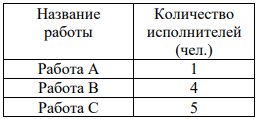 Название Количество
работы исполнителей
(чел.)
Работа А 1
Работа В 4
Работа С 5